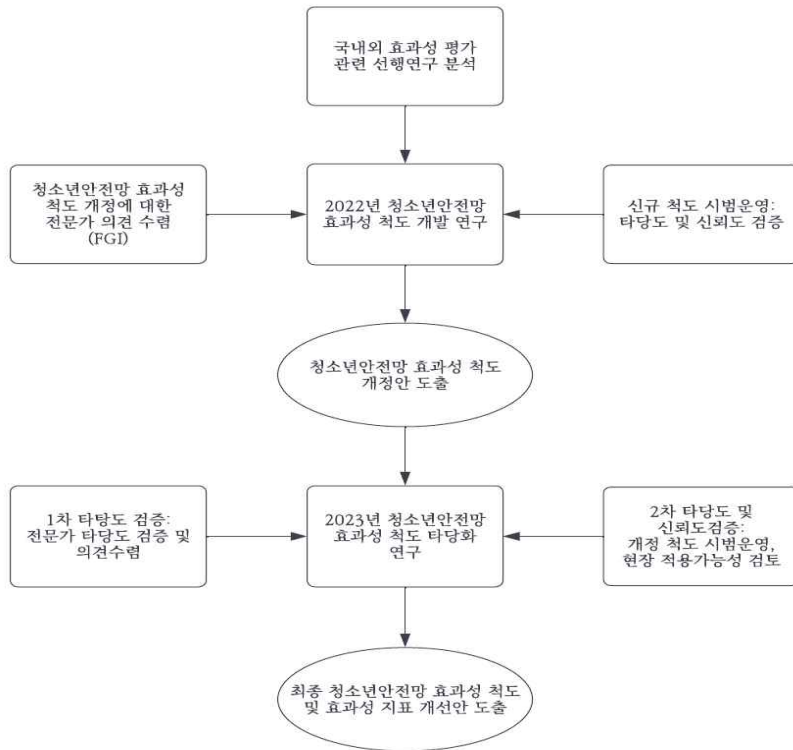 국내외 효과성 평가
관련 선행연구 분석
청소년안전망 효과성
척도 개정에 대한
전문가 의견 수렴
(FGI)
2022년 청소년안전망
효과성 척도 개발 연구
신규 척도 시범운영:
타당도 및 신뢰도 검증
청소년안전망 효과성 척도
개정안 도출
1차 타탕도 검증:
전문가 타당도 검증 및
의견수렴
2023년 청소년안전망
효과성 척도 타당화
연구
2차 타당도 및
신뢰도검증:
개정 척도 시범운영,
현장 적용가능성 검토
최종 청소년안전망 효과성 척도
및 효과성 지표 개선안 도출